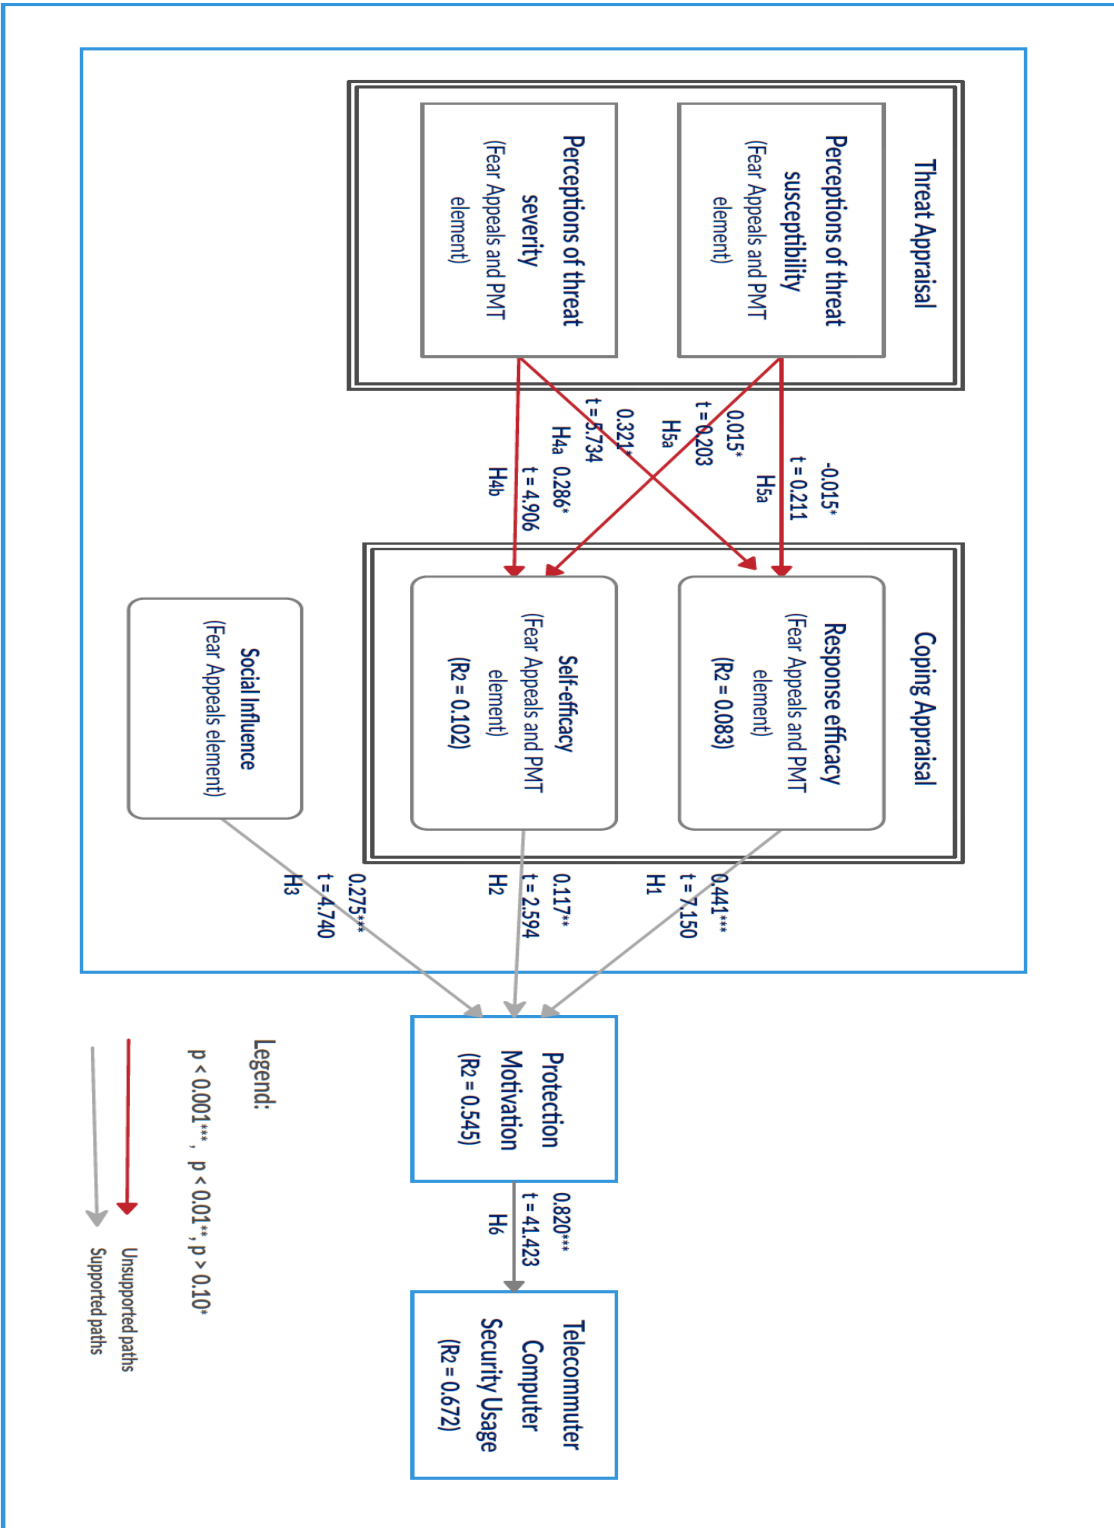 Threat Appraisal
Perceptions of threat
susceptibility
(Fear Appeals and PMT
element)
Perceptions of threat
severity
(Fear Appeals and PMT
element)
-0.015*
t = 0.211
H5a
0.015*
t = 0.203
H5a
0.321*
t = 5.734
H4a
0.286*
t = 4.906
H4b
Coping Appraisal
Response efficacy
(Fear Appeals and PMT
element)
(R2 = 0.083)
Self-efficacy
(Fear Appeals and PMT
element)
(R2 = 0.102)
Social Influence
(Fear Appeals element)
0.441***
t = 7.150
H1
0.117**
t = 2.594
H2
0.275***
t = 4.740
H3
Protection
Motivation
(R2 = 0.545)
0.820***
t = 41.423
H6
Telecommuter
Computer
Security Usage
(R2 = 0.672)
Legend:
p < 0.001*** , p < 0.01**, p > 0.10*
Unsupported paths
Supported paths